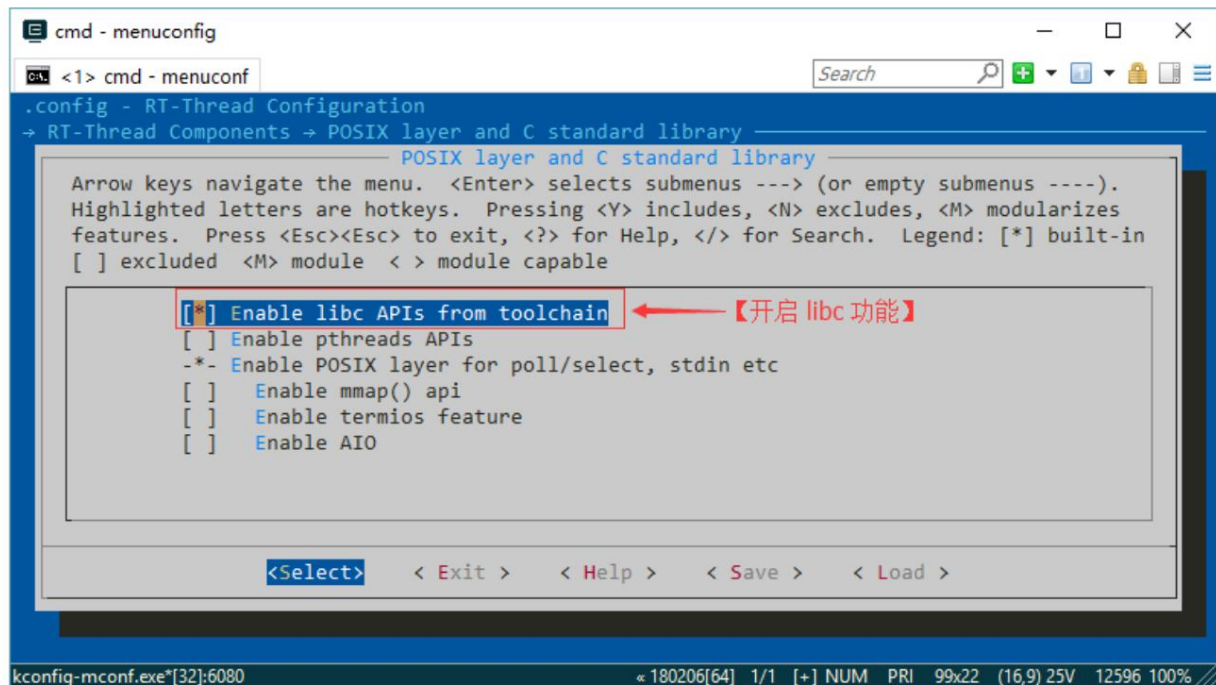 cmd - menuconfig
<1> cmd - menuconf
Search
.config - RT-Thread Configuration
→ RT-Thread Components → POSIX layer and C standard library
POSIX layer and C standard library
Arrow keys navigate the menu.  <Enter> selects submenus ---> (or empty submenus ----).
Highlighted letters are hotkeys.  Pressing <Y> includes, <N> excludes, <M> modularizes
features.  Press <Esc><Esc> to exit, <?> for Help, </> for Search.  Legend: [*] built-in
[ ] excluded  <M> module  < > module capable
[*] Enable libc APIs from toolchain 【开启 libc 功能】
[ ] Enable pthreads APIs
-*- Enable POSIX layer for poll/select, stdin etc
[ ]   Enable mmap() api
[ ]   Enable termios feature
[ ]   Enable AIO
<Select>    < Exit >    < Help >    < Save >    < Load >
kconfig-mconf.exe*[32]:6080 « 180206[64] 1/1 [+] NUM PRI 99x22 (16,9) 25V 12596 100%